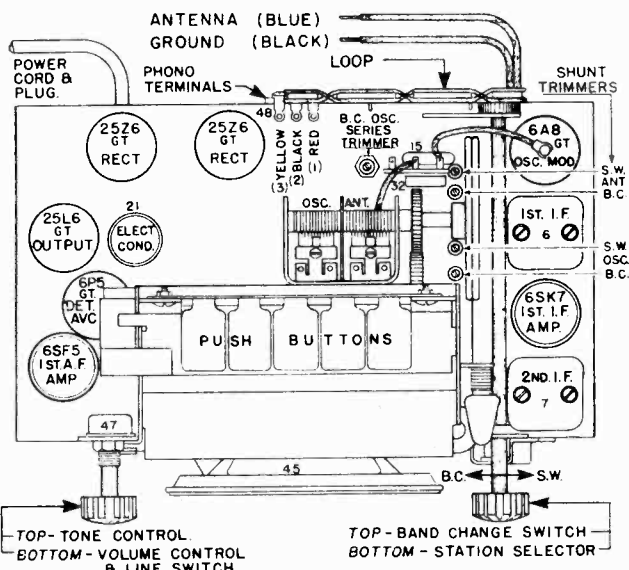 ANTENNA (BLUE)
GROUND (BLACK)
LOOP
POWER
CORD &
PLUG.
PHONO
TERMINALS
SHUNT
TRIMMERS
48
25Z6
GT
RECT
25Z6
GT
RECT
YELLOW
(3)
BLACK
(2)
RED
(1)
B.C. OSC.
SERIES
TRIMMER
15
32
6A8
GT
OSC. MOD.
S.W.
ANT
B.C.
25L6
GT
OUTPUT
21
ELECT
COND.
OSC.
ANT.
1ST. I.F.
6
S.W.
OSC.
B.C.
6P5
GT.
DET.
AVC
6SK7
1ST. I.F
AMP.
PUSH BUTTONS
6SF5
1ST. A.F.
AMP
2ND. I.F.
7
47
45
B.C.
S.W.
TOP-TONE CONTROL.
BOTTOM-VOLUME CONTROL
& LINE SWITCH
TOP-BAND CHANGE SWITCH
BOTTOM-STATION SELECTOR